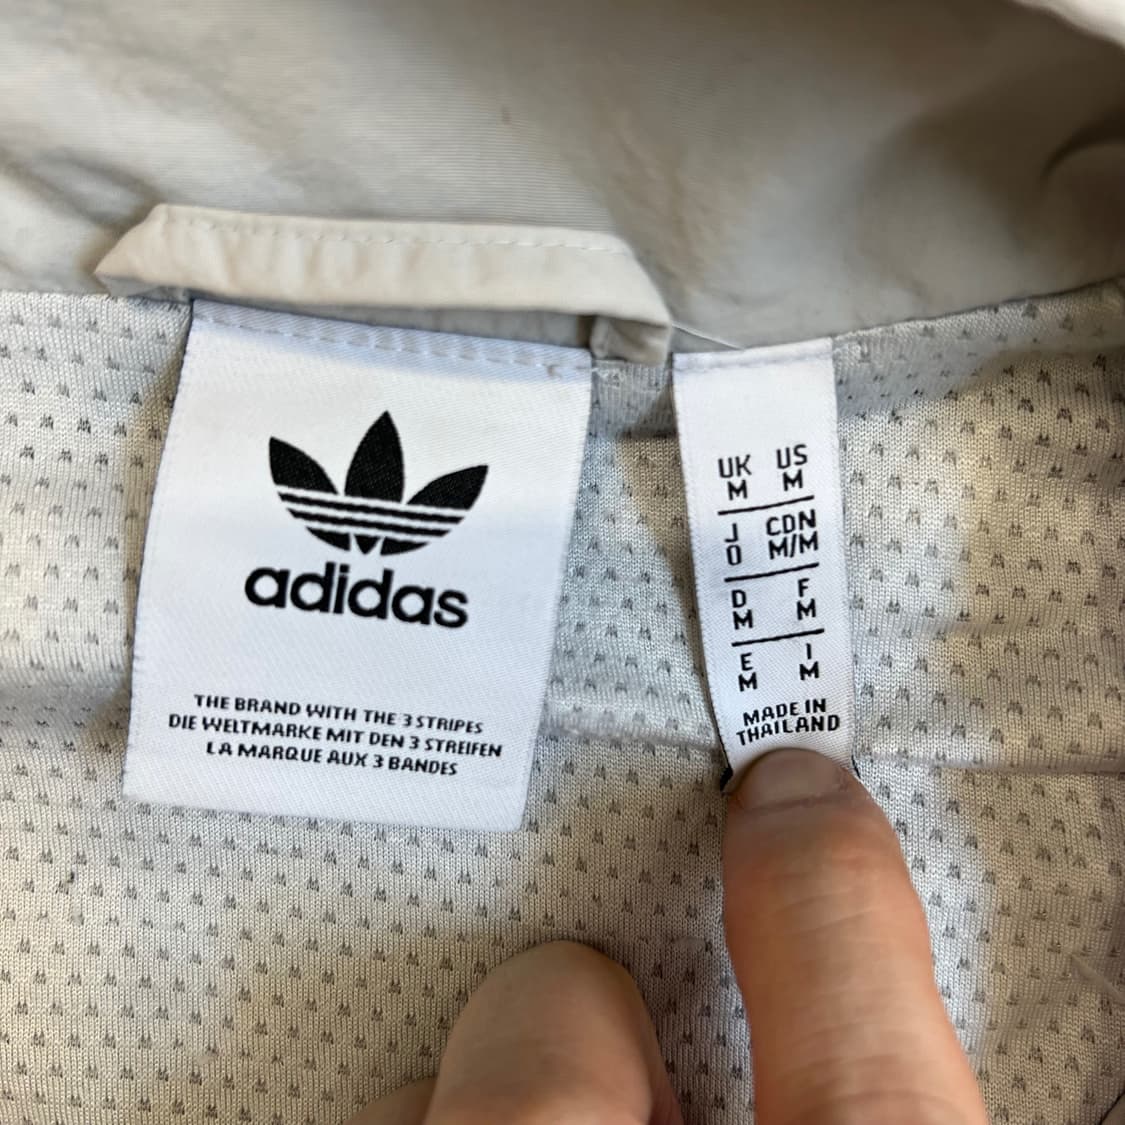 adidas
THE BRAND WITH THE 3 STRIPES
DIE WELTMARKE MIT DEN 3 STREIFEN
LA MARQUE AUX 3 BANDES
UK US
M M
J CDN
O M/M
D F
M M
E I
M M
MADE IN
THAILAND